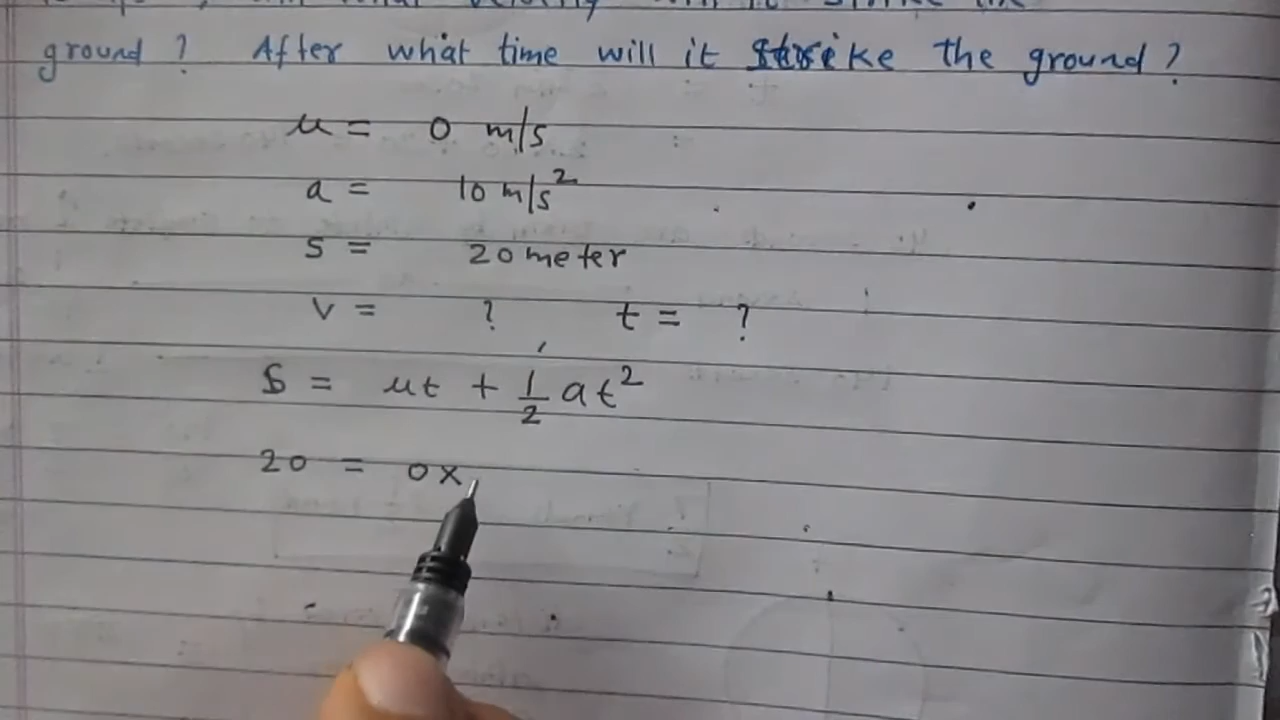 ground ? After what time will it strike the ground ?
u = 0 m/s
a = 10 m/s²
s = 20 meter
v = ? t = ?
S = ut + 1/2 at²
20 = 0x